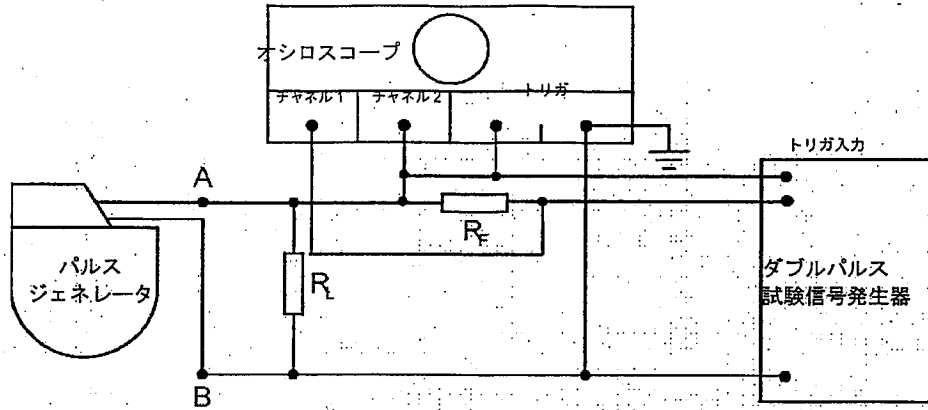 オシロスコープ
チャネル1
チャネル2
トリガ
トリガ入力
A
RF
パルス
ジェネレータ
RL
ダブルパルス
試験信号発生器
B